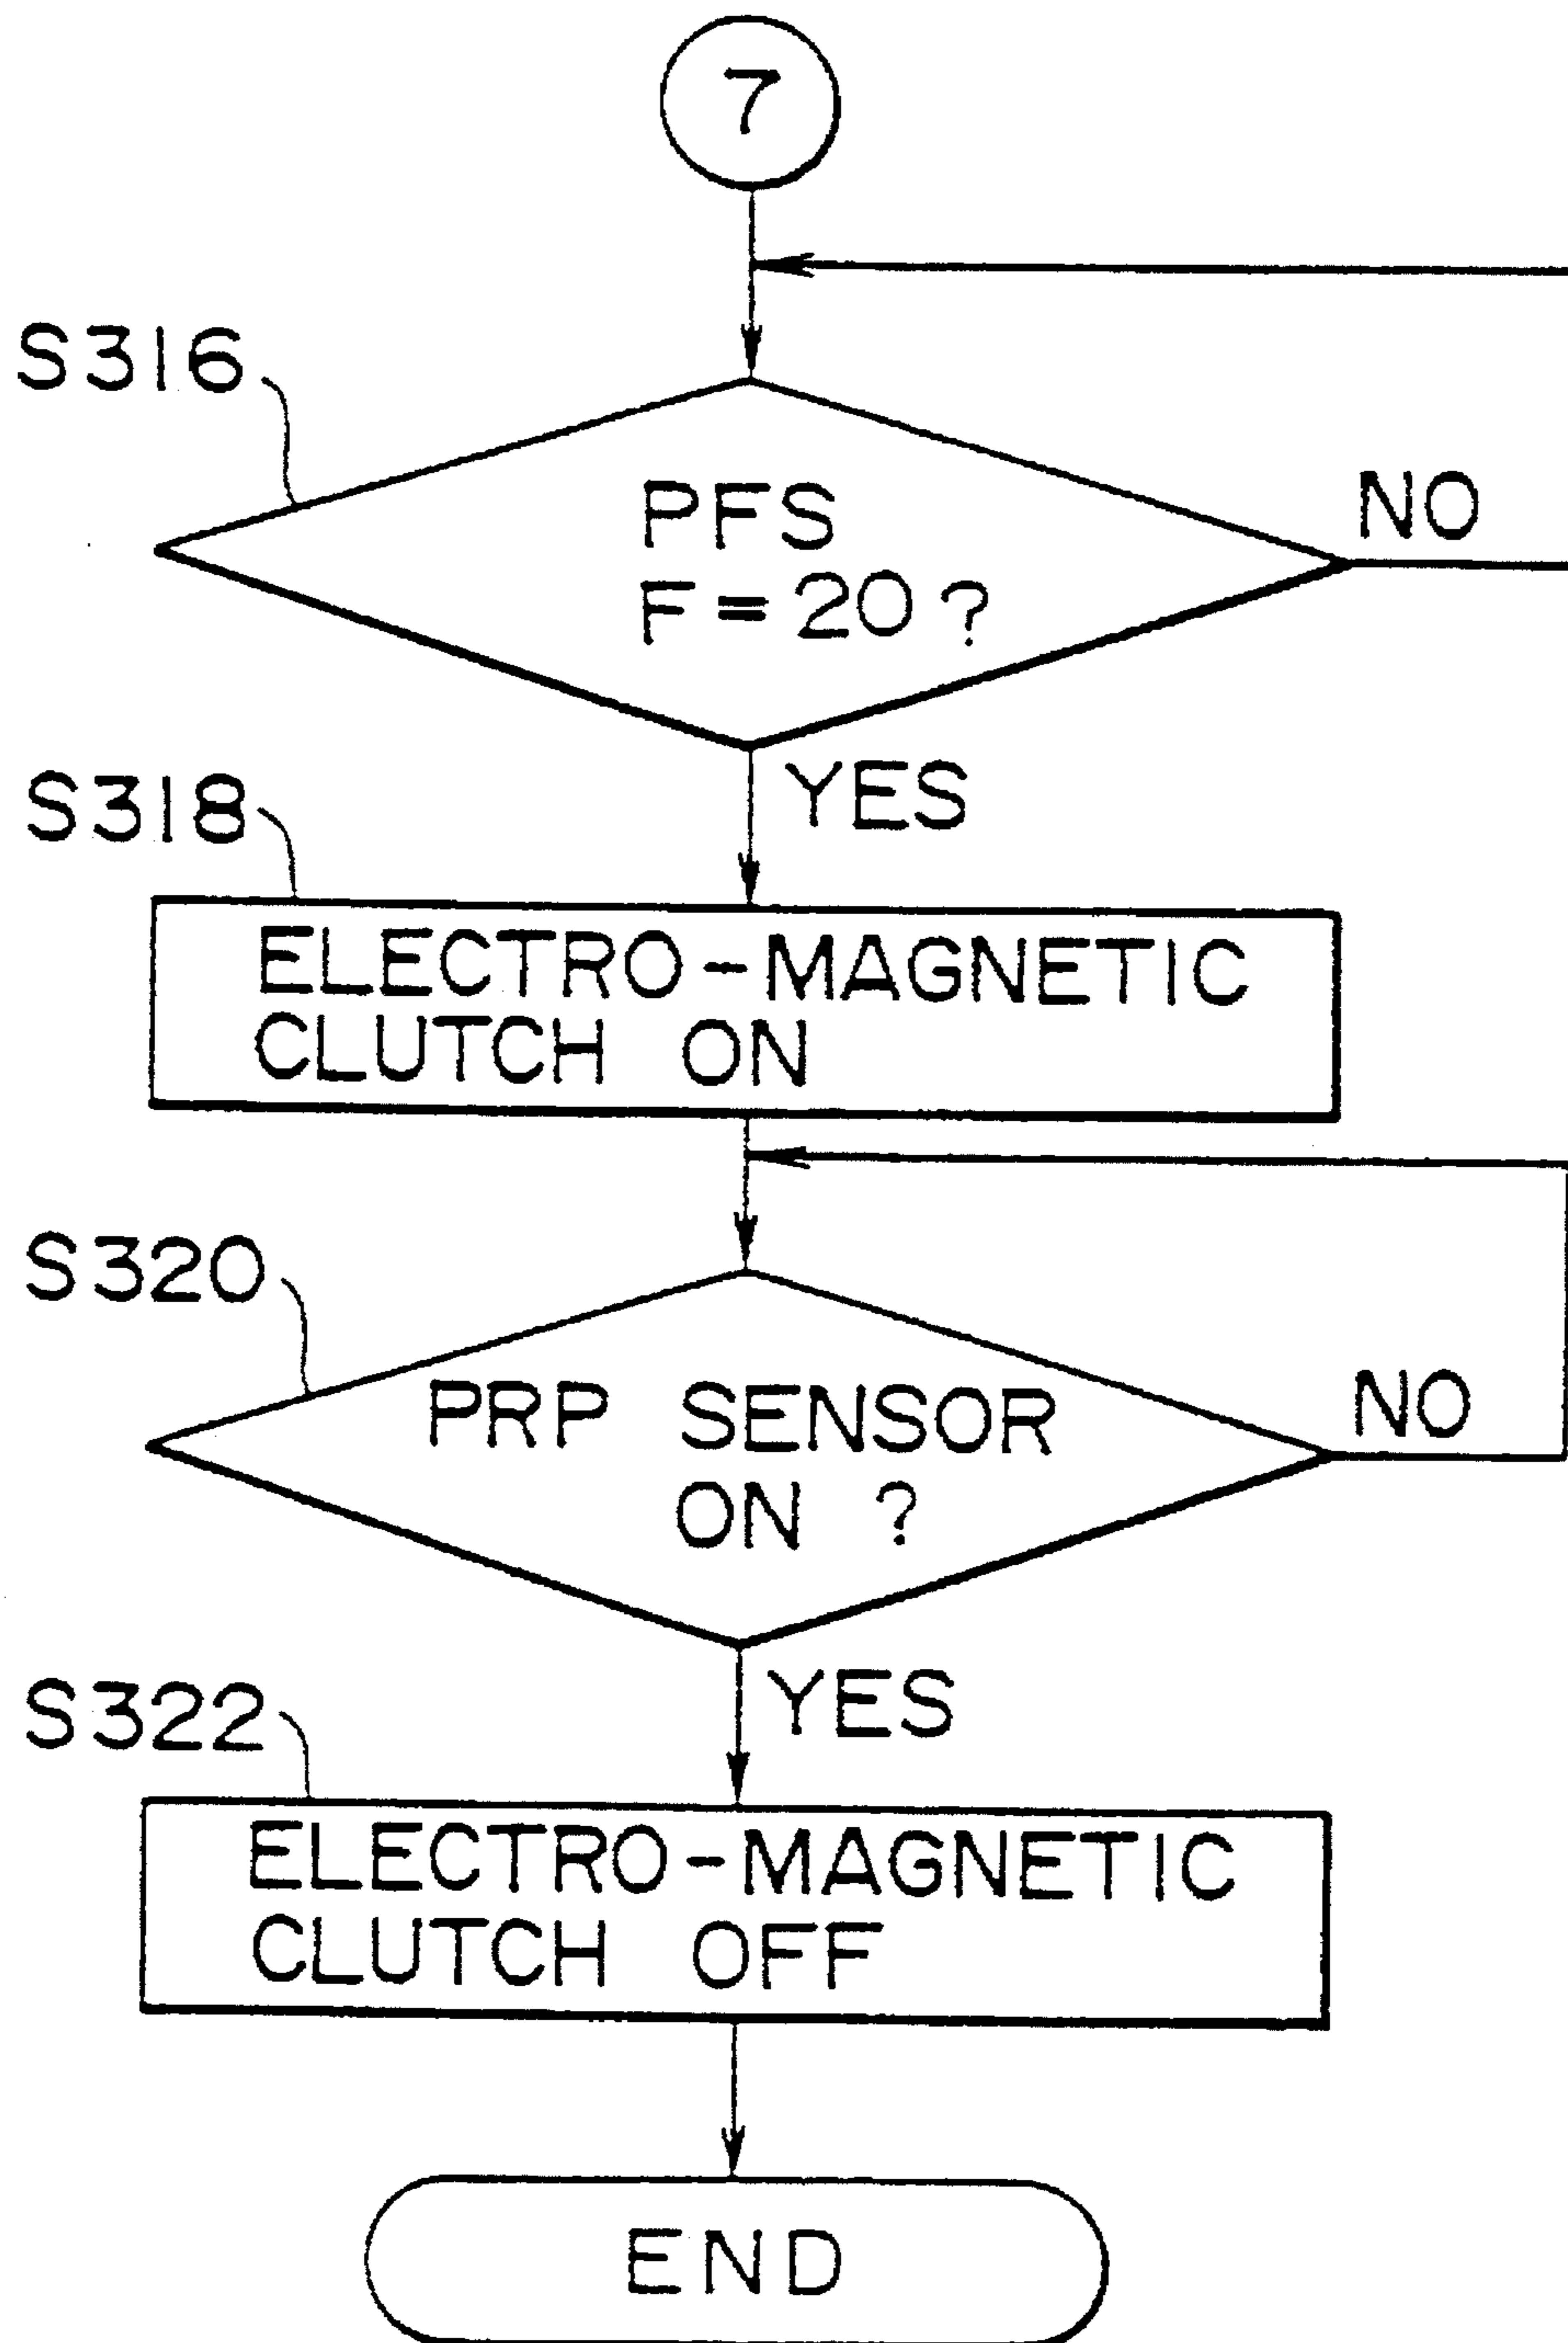 7
S316
PFS
F=20?
NO
YES
S318
ELECTRO-MAGNETIC
CLUTCH ON
S320
PRP SENSOR
ON ?
NO
YES
S322
ELECTRO-MAGNETIC
CLUTCH OFF
END